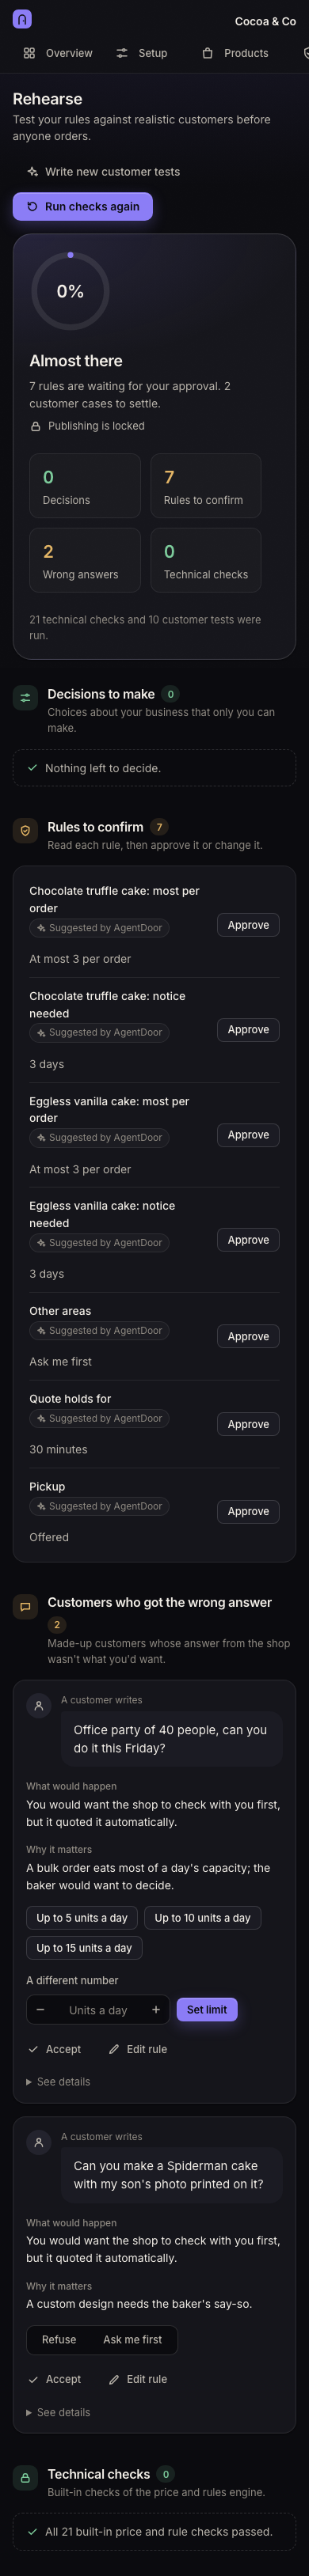 Cocoa & Co
Overview
Setup
Products
Rehearse
Test your rules against realistic customers before
anyone orders.
Write new customer tests
Run checks again
0%
Almost there
7 rules are waiting for your approval. 2
customer cases to settle.
Publishing is locked
0
Decisions
7
Rules to confirm
2
Wrong answers
0
Technical checks
21 technical checks and 10 customer tests were
run.
Decisions to make 0
Choices about your business that only you can
make.
Nothing left to decide.
Rules to confirm 7
Read each rule, then approve it or change it.
Chocolate truffle cake: most per
order
Suggested by AgentDoor
Approve
At most 3 per order
Chocolate truffle cake: notice
needed
Suggested by AgentDoor
Approve
3 days
Eggless vanilla cake: most per
order
Suggested by AgentDoor
Approve
At most 3 per order
Eggless vanilla cake: notice
needed
Suggested by AgentDoor
Approve
3 days
Other areas
Suggested by AgentDoor
Approve
Ask me first
Quote holds for
Suggested by AgentDoor
Approve
30 minutes
Pickup
Suggested by AgentDoor
Approve
Offered
Customers who got the wrong answer
2
Made-up customers whose answer from the shop
wasn't what you'd want.
A customer writes
Office party of 40 people, can you
do it this Friday?
What would happen
You would want the shop to check with you first,
but it quoted it automatically.
Why it matters
A bulk order eats most of a day's capacity; the
baker would want to decide.
Up to 5 units a day
Up to 10 units a day
Up to 15 units a day
A different number
− Units a day +
Set limit
Accept
Edit rule
See details
A customer writes
Can you make a Spiderman cake
with my son's photo printed on it?
What would happen
You would want the shop to check with you first,
but it quoted it automatically.
Why it matters
A custom design needs the baker's say-so.
Refuse
Ask me first
Accept
Edit rule
See details
Technical checks 0
Built-in checks of the price and rules engine.
All 21 built-in price and rule checks passed.